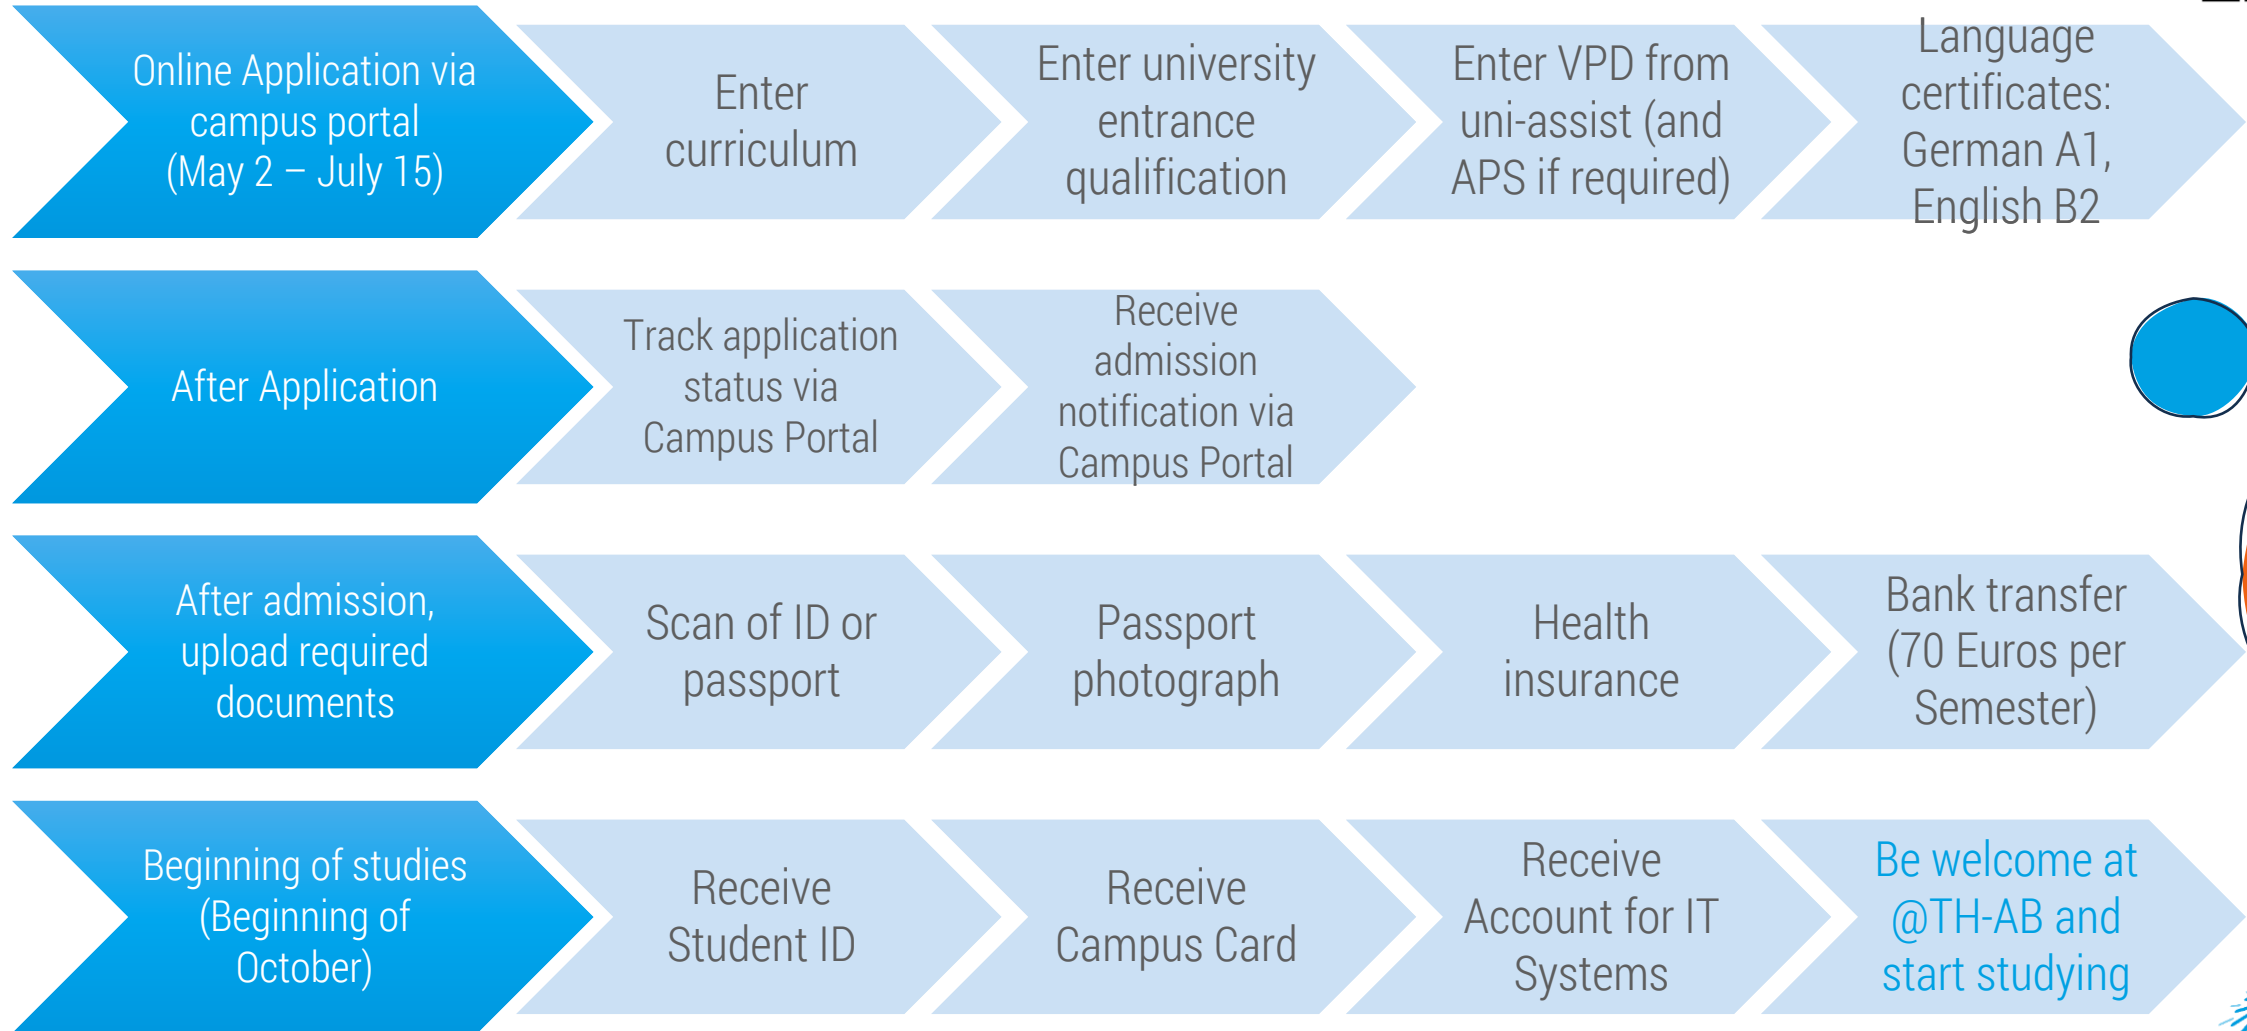 Online Application via
campus portal
(May 2 – July 15)
Enter
curriculum
Enter university
entrance
qualification
Enter VPD from
uni-assist (and
APS if required)
Language
certificates:
German A1,
English B2
After Application
Track application
status via
Campus Portal
Receive
admission
notification via
Campus Portal
After admission,
upload required
documents
Scan of ID or
passport
Passport
photograph
Health
insurance
Bank transfer
(70 Euros per
Semester)
Beginning of studies
(Beginning of
October)
Receive
Student ID
Receive
Campus Card
Receive
Account for IT
Systems
Be welcome at
@TH-AB and
start studying